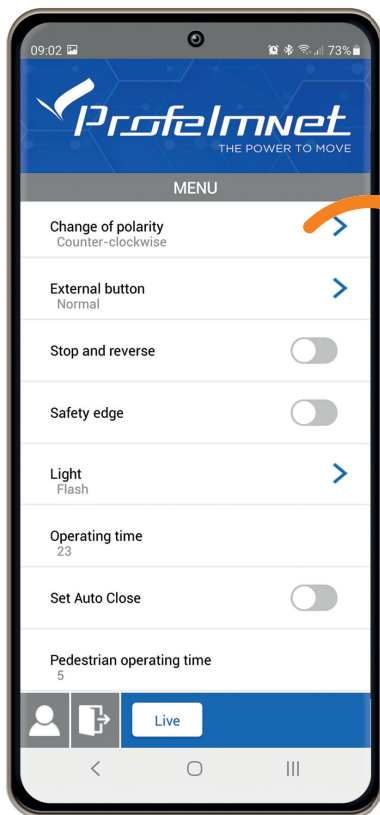 09:02 73%
Profelmnet
THE POWER TO MOVE
MENU
Change of polarity
Counter-clockwise
External button
Normal
Stop and reverse
Safety edge
Light
Flash
Operating time
23
Set Auto Close
Pedestrian operating time
5
Live